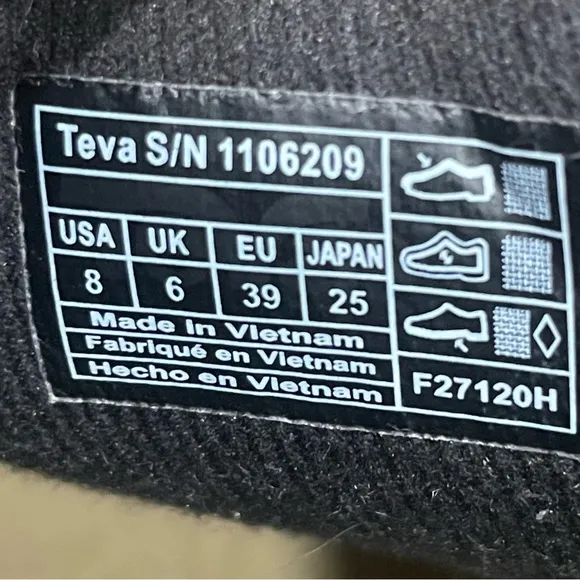 Teva S/N 1106209
USA UK EU JAPAN
8 6 39 25
Made in Vietnam
Fabriqué en Vietnam
Hecho en Vietnam
F27120H